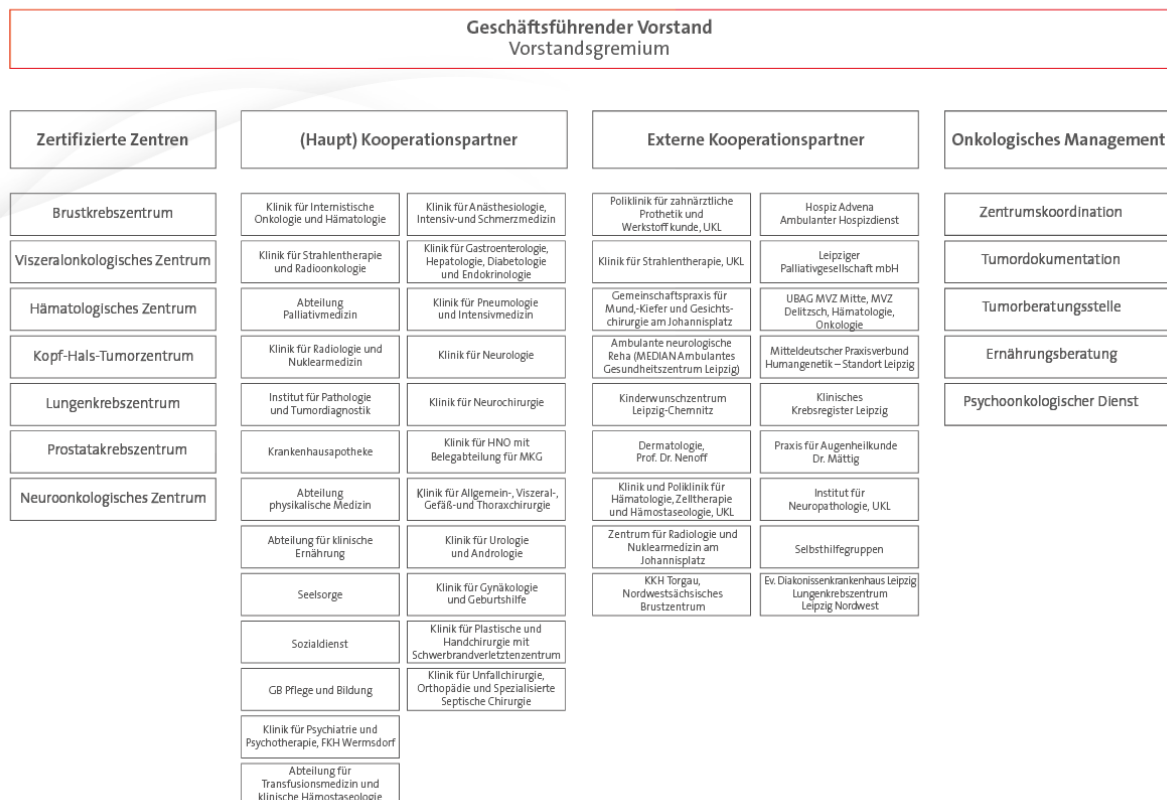 Geschäftsführender Vorstand
Vorstandsgremium
Zertifizierte Zentren
Brustkrebszentrum
Viszeralonkologisches Zentrum
Hämatologisches Zentrum
Kopf-Hals-Tumorzentrum
Lungenkrebszentrum
Prostatakrebszentrum
Neuroonkologisches Zentrum
(Haupt) Kooperationspartner
Klinik für Internistische
Onkologie und Hämatologie
Klinik für Strahlentherapie
und Radioonkologie
Abteilung
Palliativmedizin
Klinik für Radiologie und
Nuklearmedizin
Institut für Pathologie
und Tumordiagnostik
Krankenhausapotheke
Abteilung
physikalische Medizin
Abteilung für klinische
Ernährung
Seelsorge
Sozialdienst
GB Pflege und Bildung
Klinik für Psychiatrie und
Psychotherapie, FKH Wermsdorf
Abteilung für
Transfusionsmedizin und
klinische Hämostaseologie
Klinik für Anästhesiologie,
Intensiv-und Schmerzmedizin
Klinik für Gastroenterologie,
Hepatologie, Diabetologie
und Endokrinologie
Klinik für Pneumologie
und Intensivmedizin
Klinik für Neurologie
Klinik für Neurochirurgie
Klinik für HNO mit
Belegabteilung für MKG
Klinik für Allgemein-, Viszeral-,
Gefäß-und Thoraxchirurgie
Klinik für Urologie
und Andrologie
Klinik für Gynäkologie
und Geburtshilfe
Klinik für Plastische und
Handchirurgie mit
Schwerbrandverletztenzentrum
Klinik für Unfallchirurgie,
Orthopädie und Spezialisierte
Septische Chirurgie
Externe Kooperationspartner
Poliklinik für zahnärztliche
Prothetik und
Werkstoffkunde, UKL
Klinik für Strahlentherapie, UKL
Gemeinschaftspraxis für
Mund,-Kiefer und Gesichts-
chirurgie am Johannisplatz
Ambulante neurologische
Reha (MEDIAN Ambulantes
Gesundheitszentrum Leipzig)
Kinderwunschzentrum
Leipzig-Chemnitz
Dermatologie,
Prof. Dr. Nenoff
Klinik und Poliklinik für
Hämatologie, Zelltherapie
und Hämostaseologie, UKL
Zentrum für Radiologie und
Nuklearmedizin am
Johannisplatz
KKH Torgau,
Nordwestsächsisches
Brustzentrum
Hospiz Advena
Ambulanter Hospizdienst
Leipziger
Palliativgesellschaft mbH
UBAG MVZ Mitte, MVZ
Delitzsch, Hämatologie,
Onkologie
Mitteldeutscher Praxisverbund
Humangenetik – Standort Leipzig
Klinisches
Krebsregister Leipzig
Praxis für Augenheilkunde
Dr. Mättig
Institut für
Neuropathologie, UKL
Selbsthilfegruppen
Ev. Diakonissenkrankenhaus Leipzig
Lungenkrebszentrum
Leipzig Nordwest
Onkologisches Management
Zentrumskoordination
Tumordokumentation
Tumorberatungsstelle
Ernährungsberatung
Psychoonkologischer Dienst